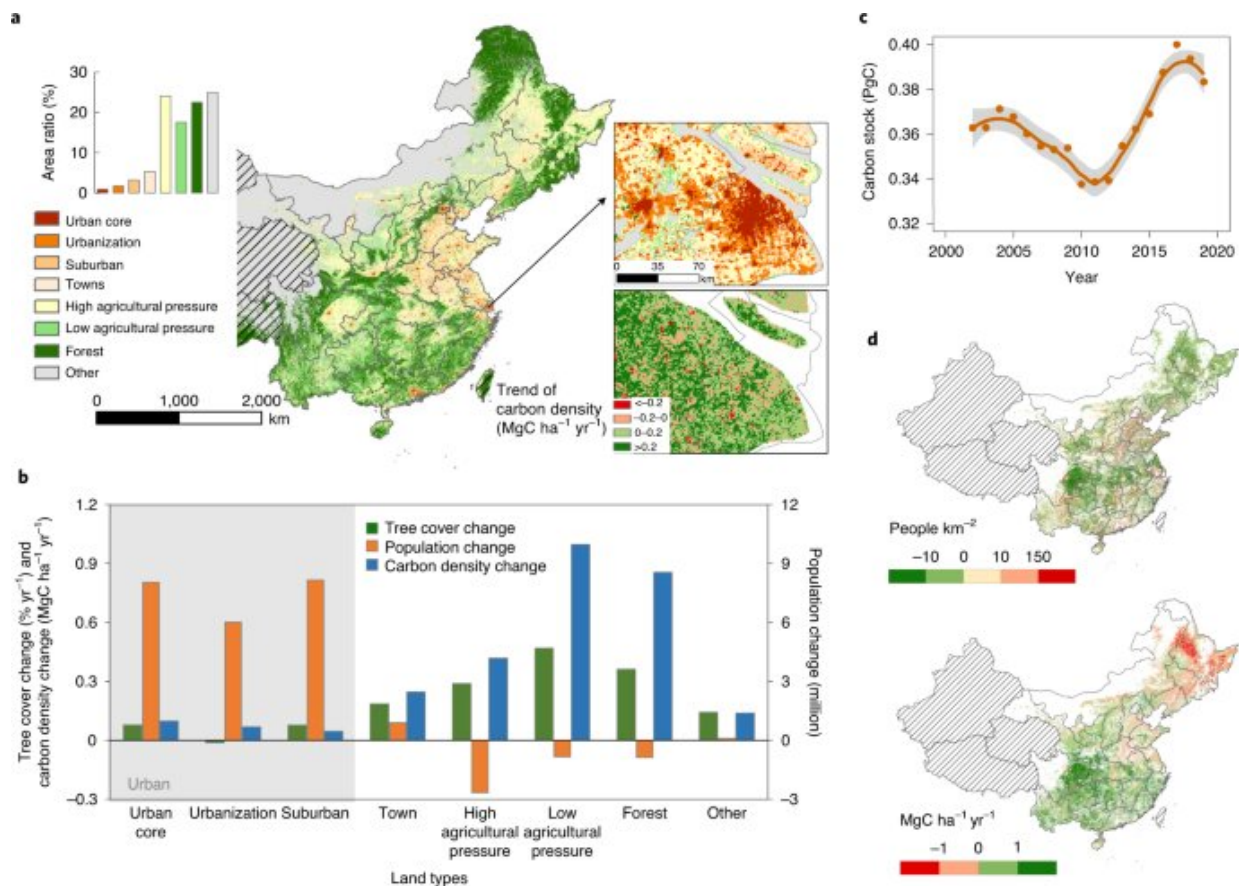 a
Area ratio (%)
30
20
10
0
Urban core
Urbanization
Suburban
Towns
High agricultural pressure
Low agricultural pressure
Forest
Other
0 1,000 2,000
km
0 35 70
km
Trend of
carbon density
(MgC ha⁻¹ yr⁻¹)
<–0.2
–0.2–0
0–0.2
>0.2
c
Carbon stock (PgC)
0.40
0.38
0.36
0.34
0.32
2000 2005 2010 2015 2020
Year
b
Tree cover change (% yr⁻¹) and
carbon density change (MgC ha⁻¹ yr⁻¹)
1.2
0.9
0.6
0.3
0
–0.3
Tree cover change
Population change
Carbon density change
12
9
6
3
0
–3
Population change (million)
Urban
Urban
core
Urbanization
Suburban
Town
High
agricultural
pressure
Low
agricultural
pressure
Forest
Other
Land types
d
People km⁻²
–10 0 10 150
MgC ha⁻¹ yr⁻¹
–1 0 1